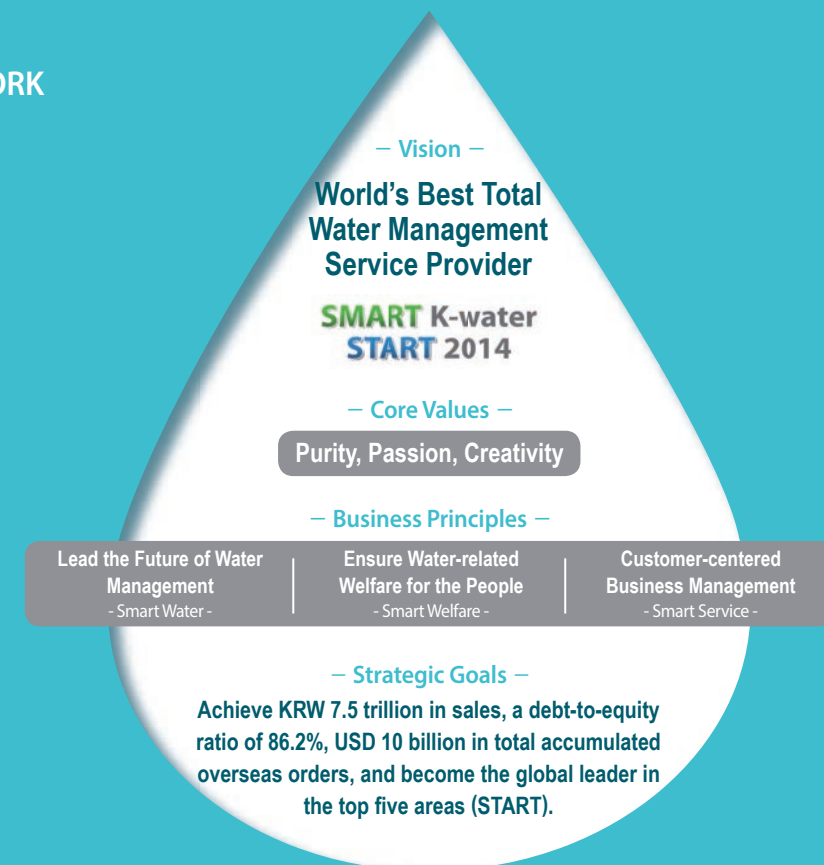 ORK
– Vision –
World's Best Total
Water Management
Service Provider
SMART K-water
START 2014
– Core Values –
Purity, Passion, Creativity
– Business Principles –
Lead the Future of Water
Management
- Smart Water -
Ensure Water-related
Welfare for the People
- Smart Welfare -
Customer-centered
Business Management
- Smart Service -
– Strategic Goals –
Achieve KRW 7.5 trillion in sales, a debt-to-equity
ratio of 86.2%, USD 10 billion in total accumulated
overseas orders, and become the global leader in
the top five areas (START).